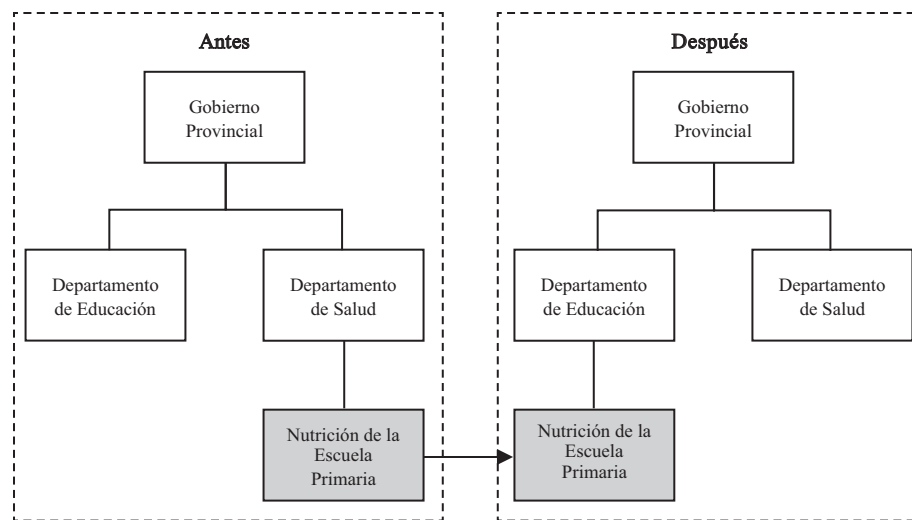 Antes
Gobierno
Provincial
Departamento
de Educación
Departamento
de Salud
Nutrición de la
Escuela
Primaria
Después
Gobierno
Provincial
Departamento
de Educación
Departamento
de Salud
Nutrición de la
Escuela
Primaria